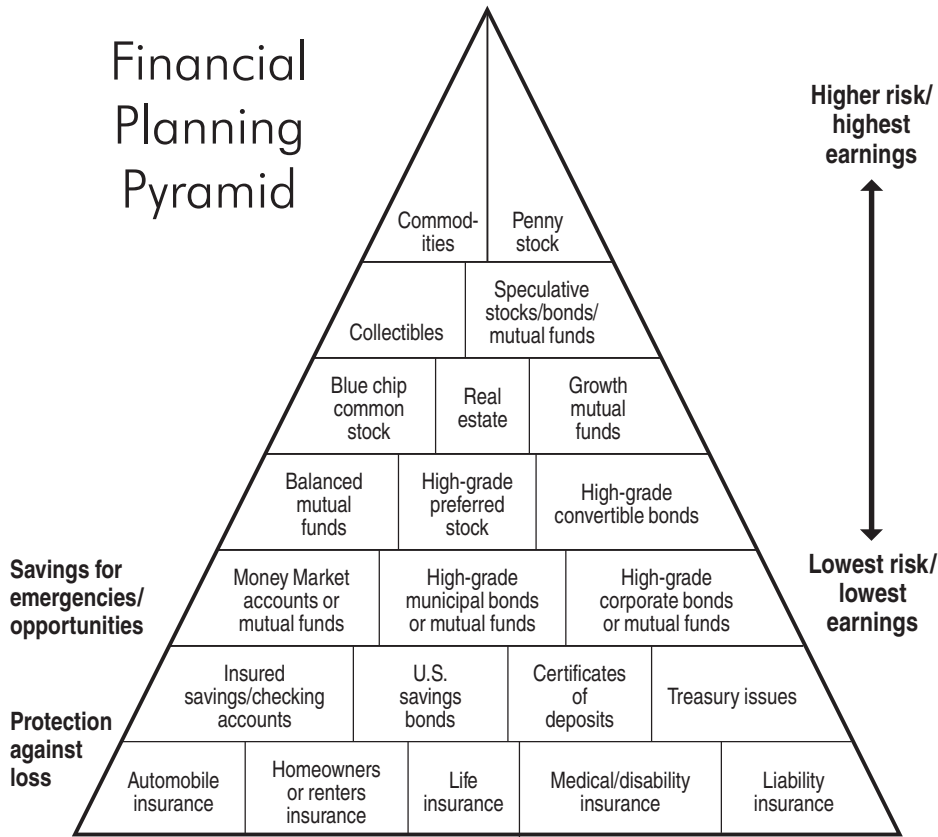 Financial
Planning
Pyramid
Higher risk/
highest
earnings
Commod-
ities
Penny
stock
Collectibles
Speculative
stocks/bonds/
mutual funds
Blue chip
common
stock
Real
estate
Growth
mutual
funds
Balanced
mutual
funds
High-grade
preferred
stock
High-grade
convertible bonds
Savings for
emergencies/
opportunities
Money Market
accounts or
mutual funds
High-grade
municipal bonds
or mutual funds
High-grade
corporate bonds
or mutual funds
Lowest risk/
lowest
earnings
Insured
savings/checking
accounts
U.S.
savings
bonds
Certificates
of
deposits
Treasury issues
Protection
against
loss
Automobile
insurance
Homeowners
or renters
insurance
Life
insurance
Medical/disability
insurance
Liability
insurance